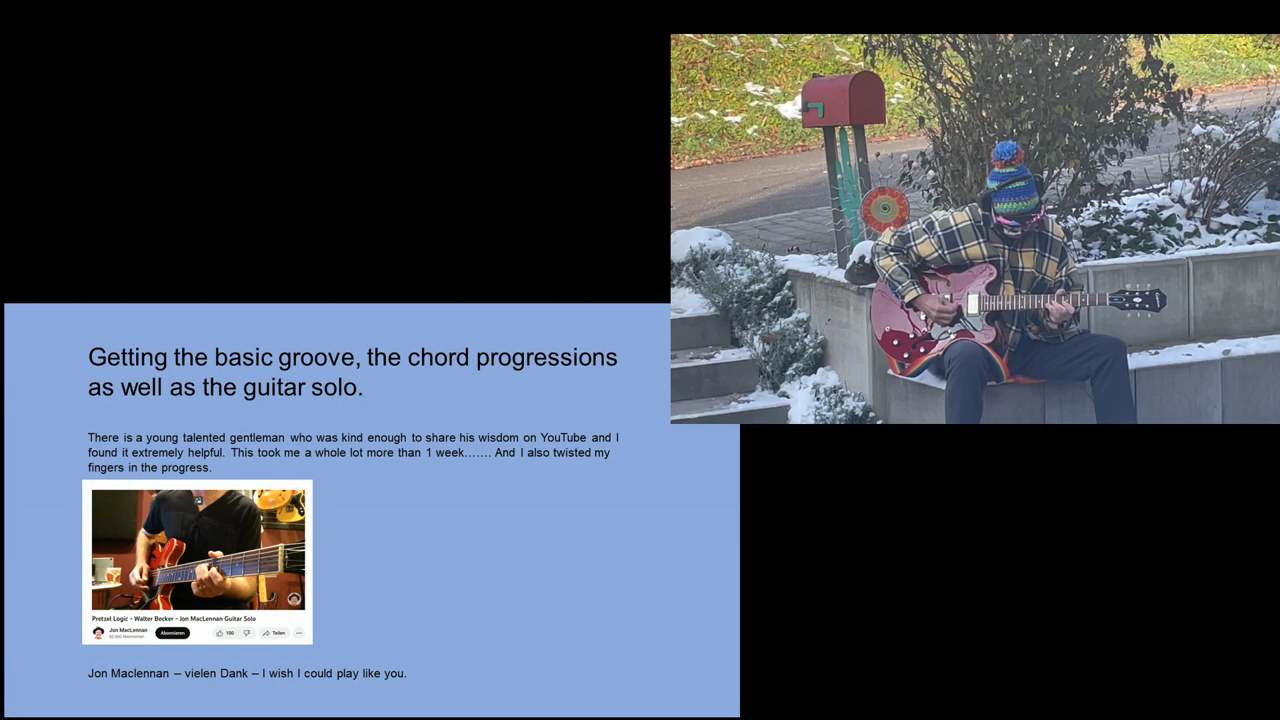 Getting the basic groove, the chord progressions
as well as the guitar solo.
There is a young talented gentleman who was kind enough to share his wisdom on YouTube and I
found it extremely helpful. This took me a whole lot more than 1 week……. And I also twisted my
fingers in the progress.
Pretzel Logic - Walter Becker - Jon MacLennan Guitar Solo
Jon MacLennan
Abonnieren
100
Teilen
Jon Maclennan – vielen Dank – I wish I could play like you.